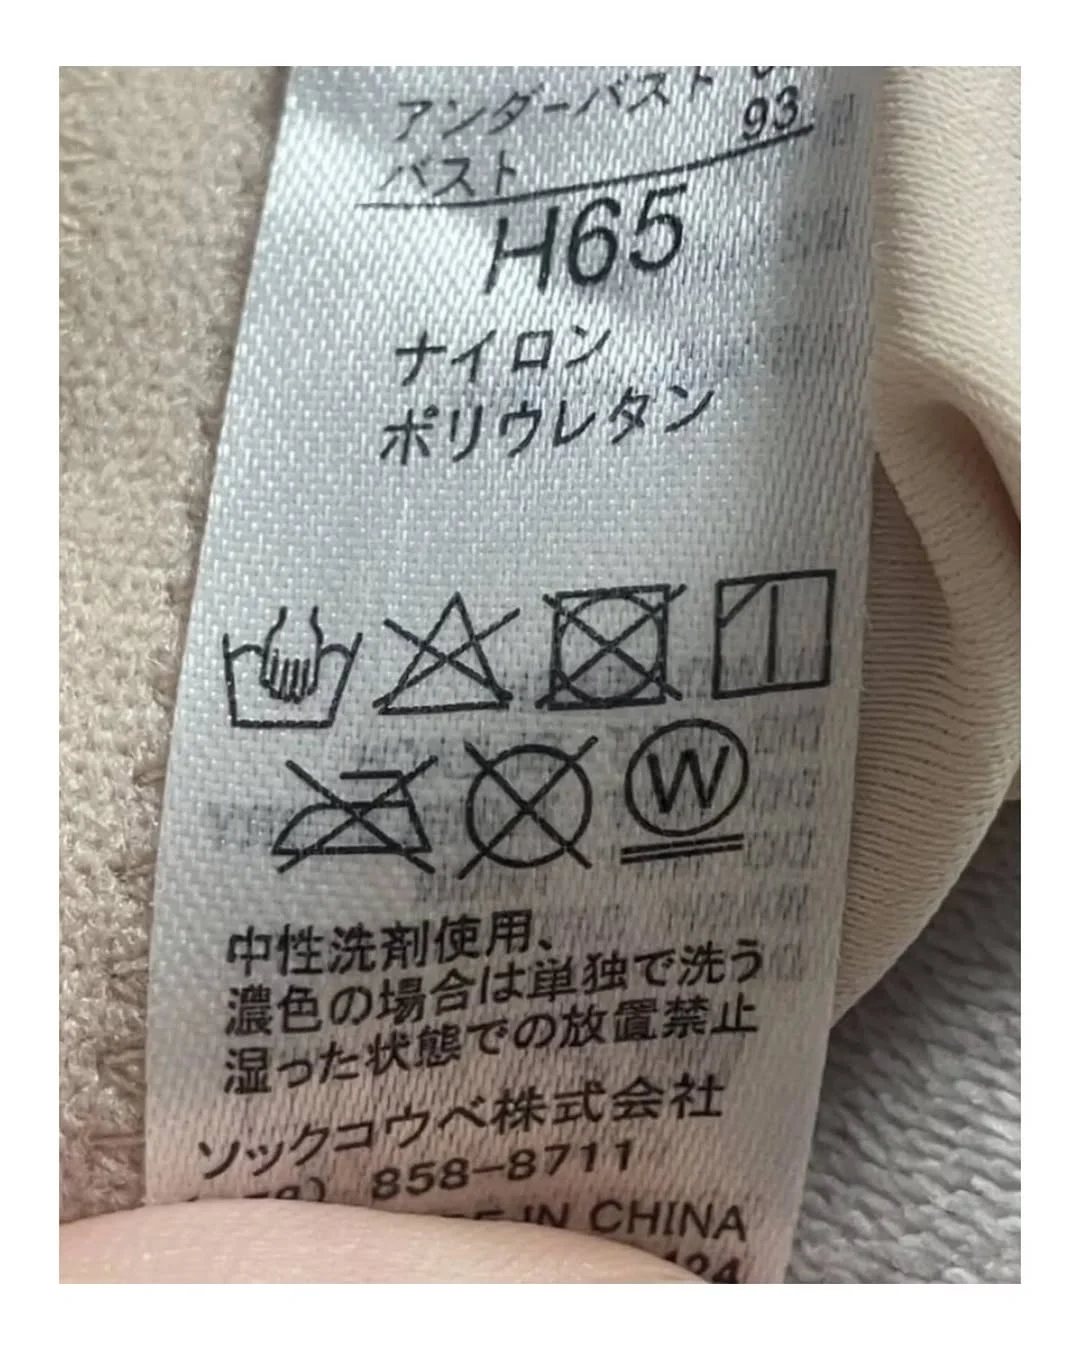 アンダーバスト
バスト 93
H65
ナイロン
ポリウレタン
W
中性洗剤使用、
濃色の場合は単独で洗う
湿った状態での放置禁止
ソックコウベ株式会社
858-8711
IN CHINA